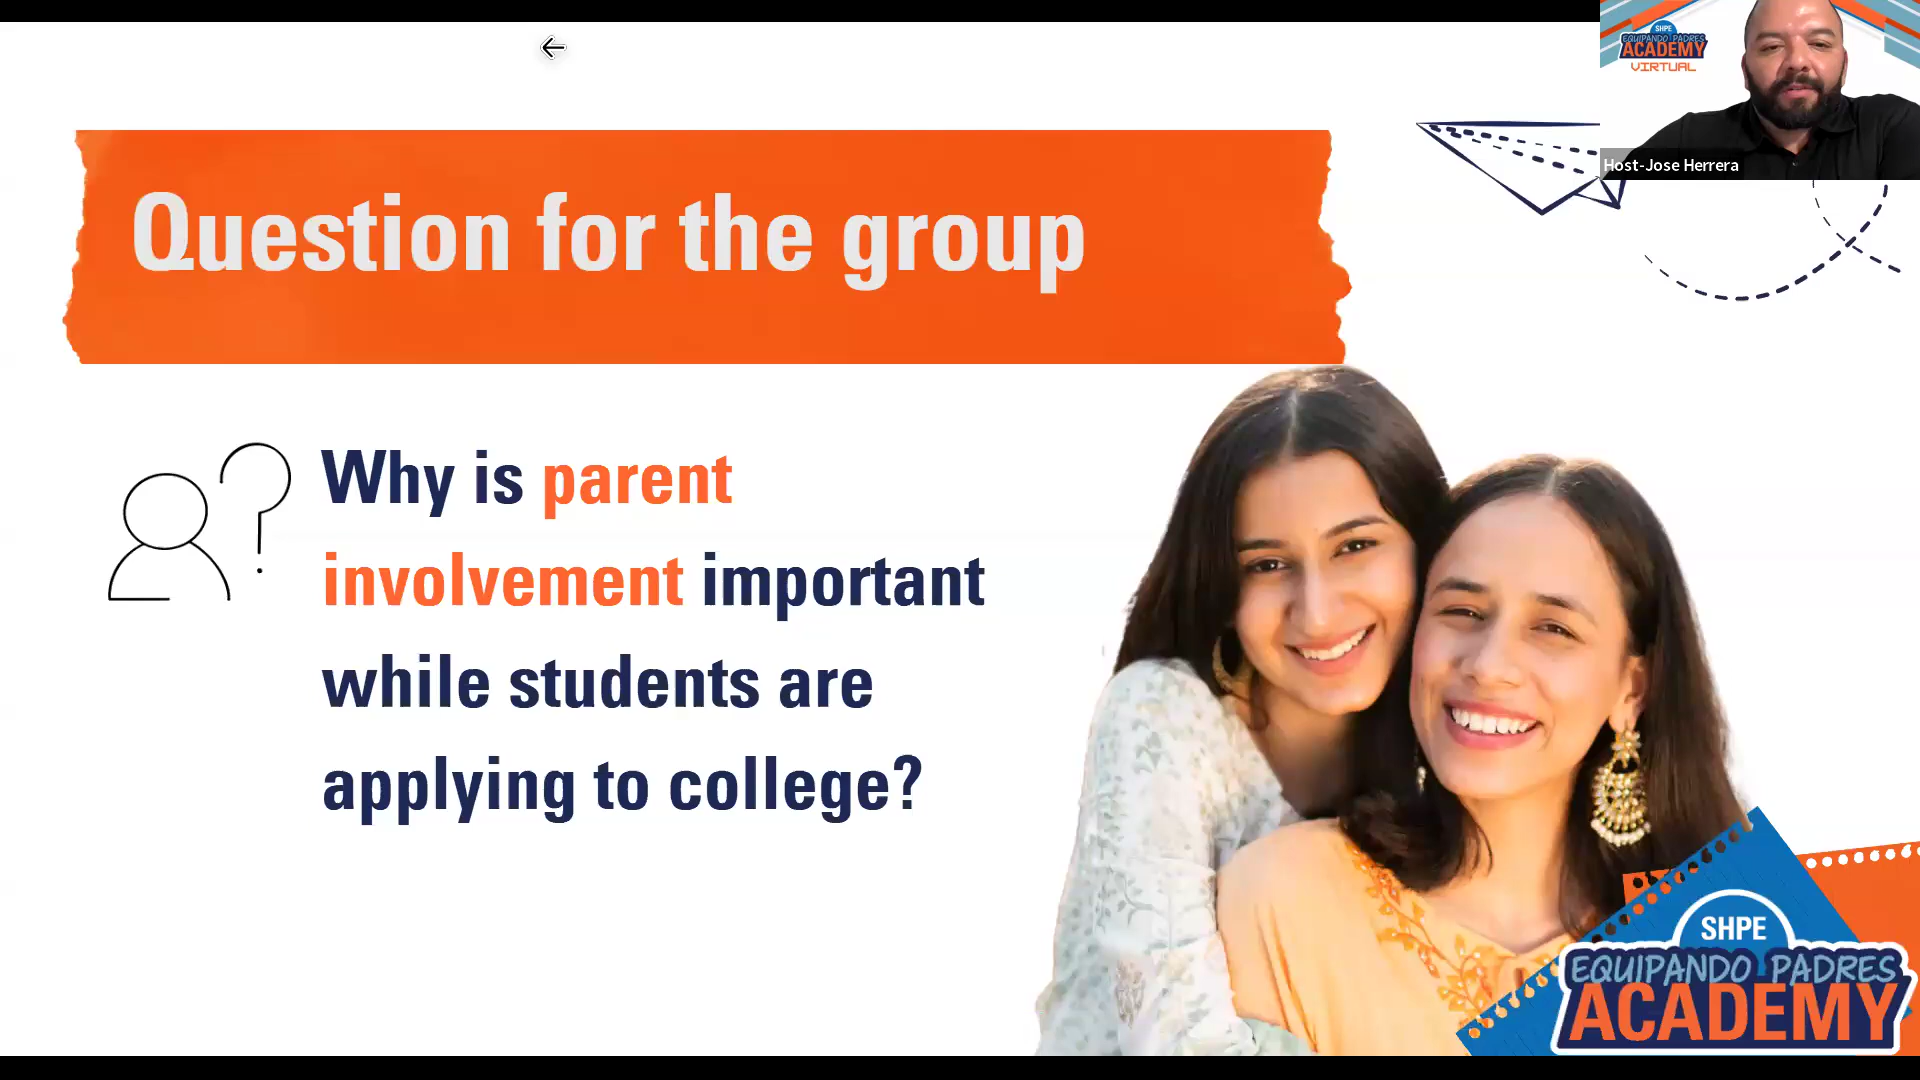 SHPE
EQUIPANDO PADRES
ACADEMY
VIRTUAL
Host-Jose Herrera
Question for the group
Why is parent
involvement important
while students are
applying to college?
SHPE
EQUIPANDO PADRES
ACADEMY